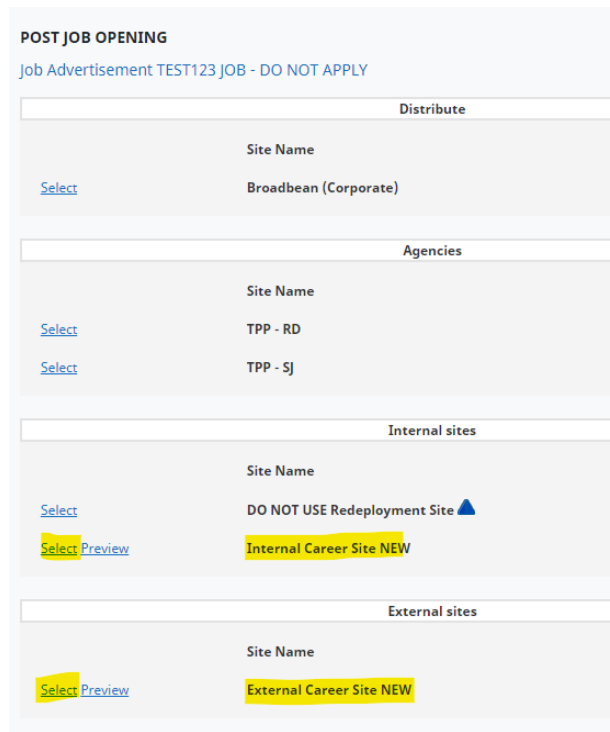 POST JOB OPENING
Job Advertisement TEST123 JOB - DO NOT APPLY
Distribute
Site Name
Select Broadbean (Corporate)
Agencies
Site Name
Select TPP - RD
Select TPP - SJ
Internal sites
Site Name
Select DO NOT USE Redeployment Site
Select Preview Internal Career Site NEW
External sites
Site Name
Select Preview External Career Site NEW